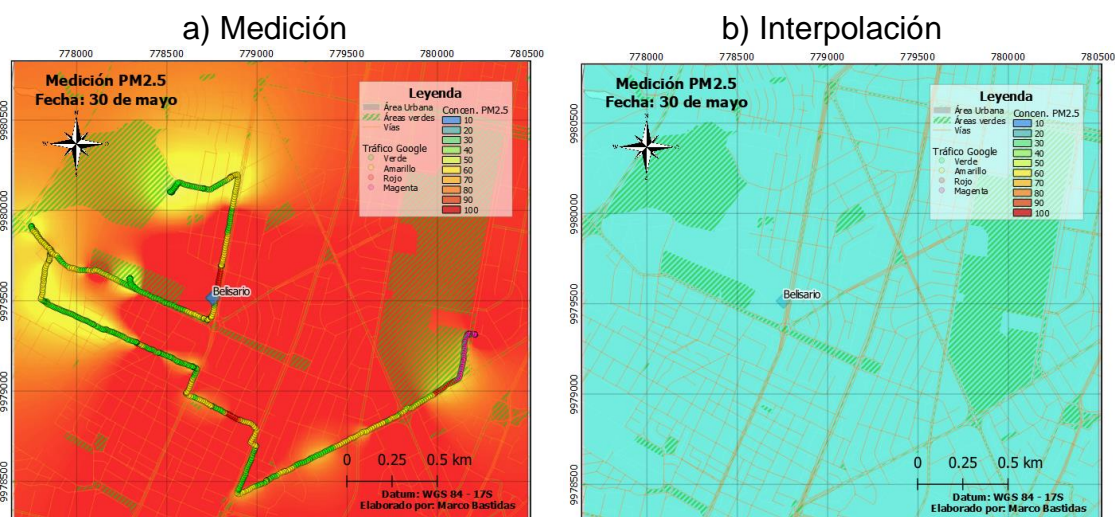 a) Medición
b) Interpolación
778000 778500 779000 780000 780500
Medición PM2.5
Fecha: 30 de mayo
Leyenda
Área Urbana
Áreas verdes
Vías
Tráfico Google
Verde
Amarillo
Rojo
Magenta
Concen. PM2.5
10
20
30
40
50
60
70
80
90
100
9980500
9980000
9979500
9979000
9978500
Belisario
0 0.25 0.5 km
Datum: WGS 84 - 17S
Elaborado por: Marco Bastidas
778000 778500 779000 780000 780500
Medición PM2.5
Fecha: 30 de mayo
Leyenda
Área Urbana
Áreas verdes
Vías
Tráfico Google
Verde
Amarillo
Rojo
Magenta
Concen. PM2.5
10
20
30
40
50
60
70
80
90
100
9980500
9980000
9979500
9979000
9978500
Belisario
0 0.25 0.5 km
Datum: WGS 84 - 17S
Elaborado por: Marco Bastidas